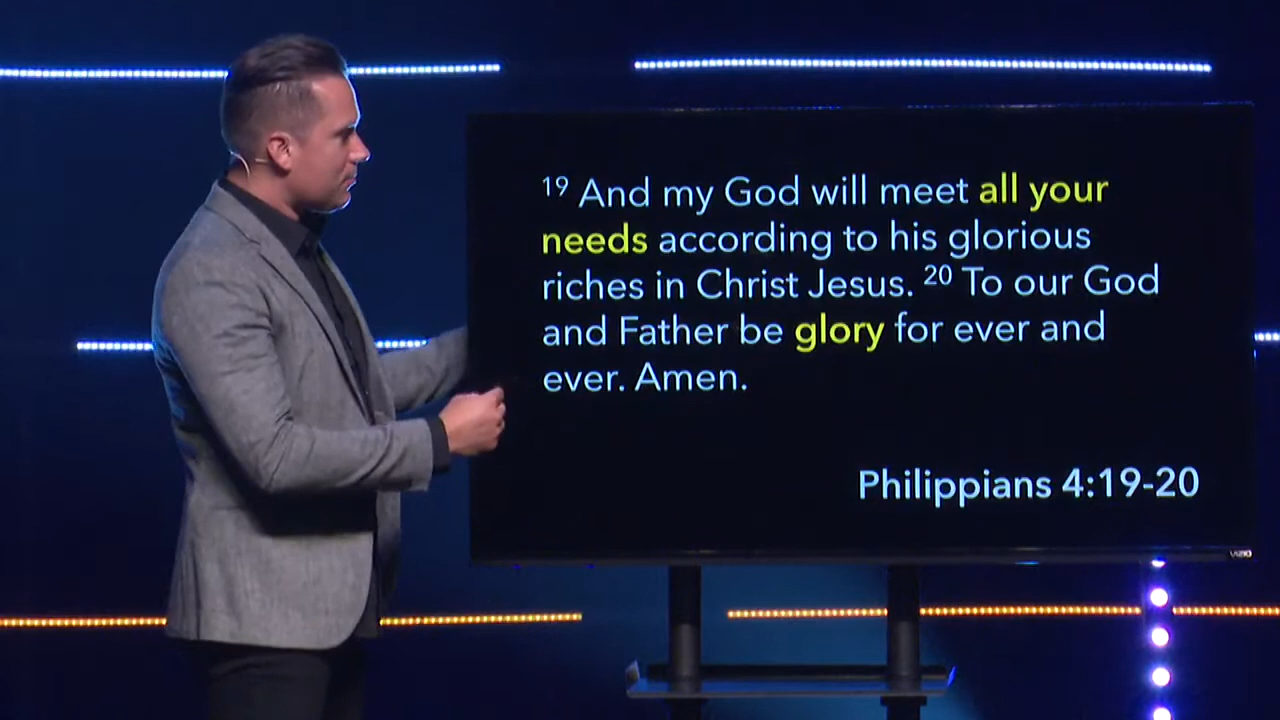 19 And my God will meet all your
needs according to his glorious
riches in Christ Jesus. 20 To our God
and Father be glory for ever and
ever. Amen.
Philippians 4:19-20
VIZIO